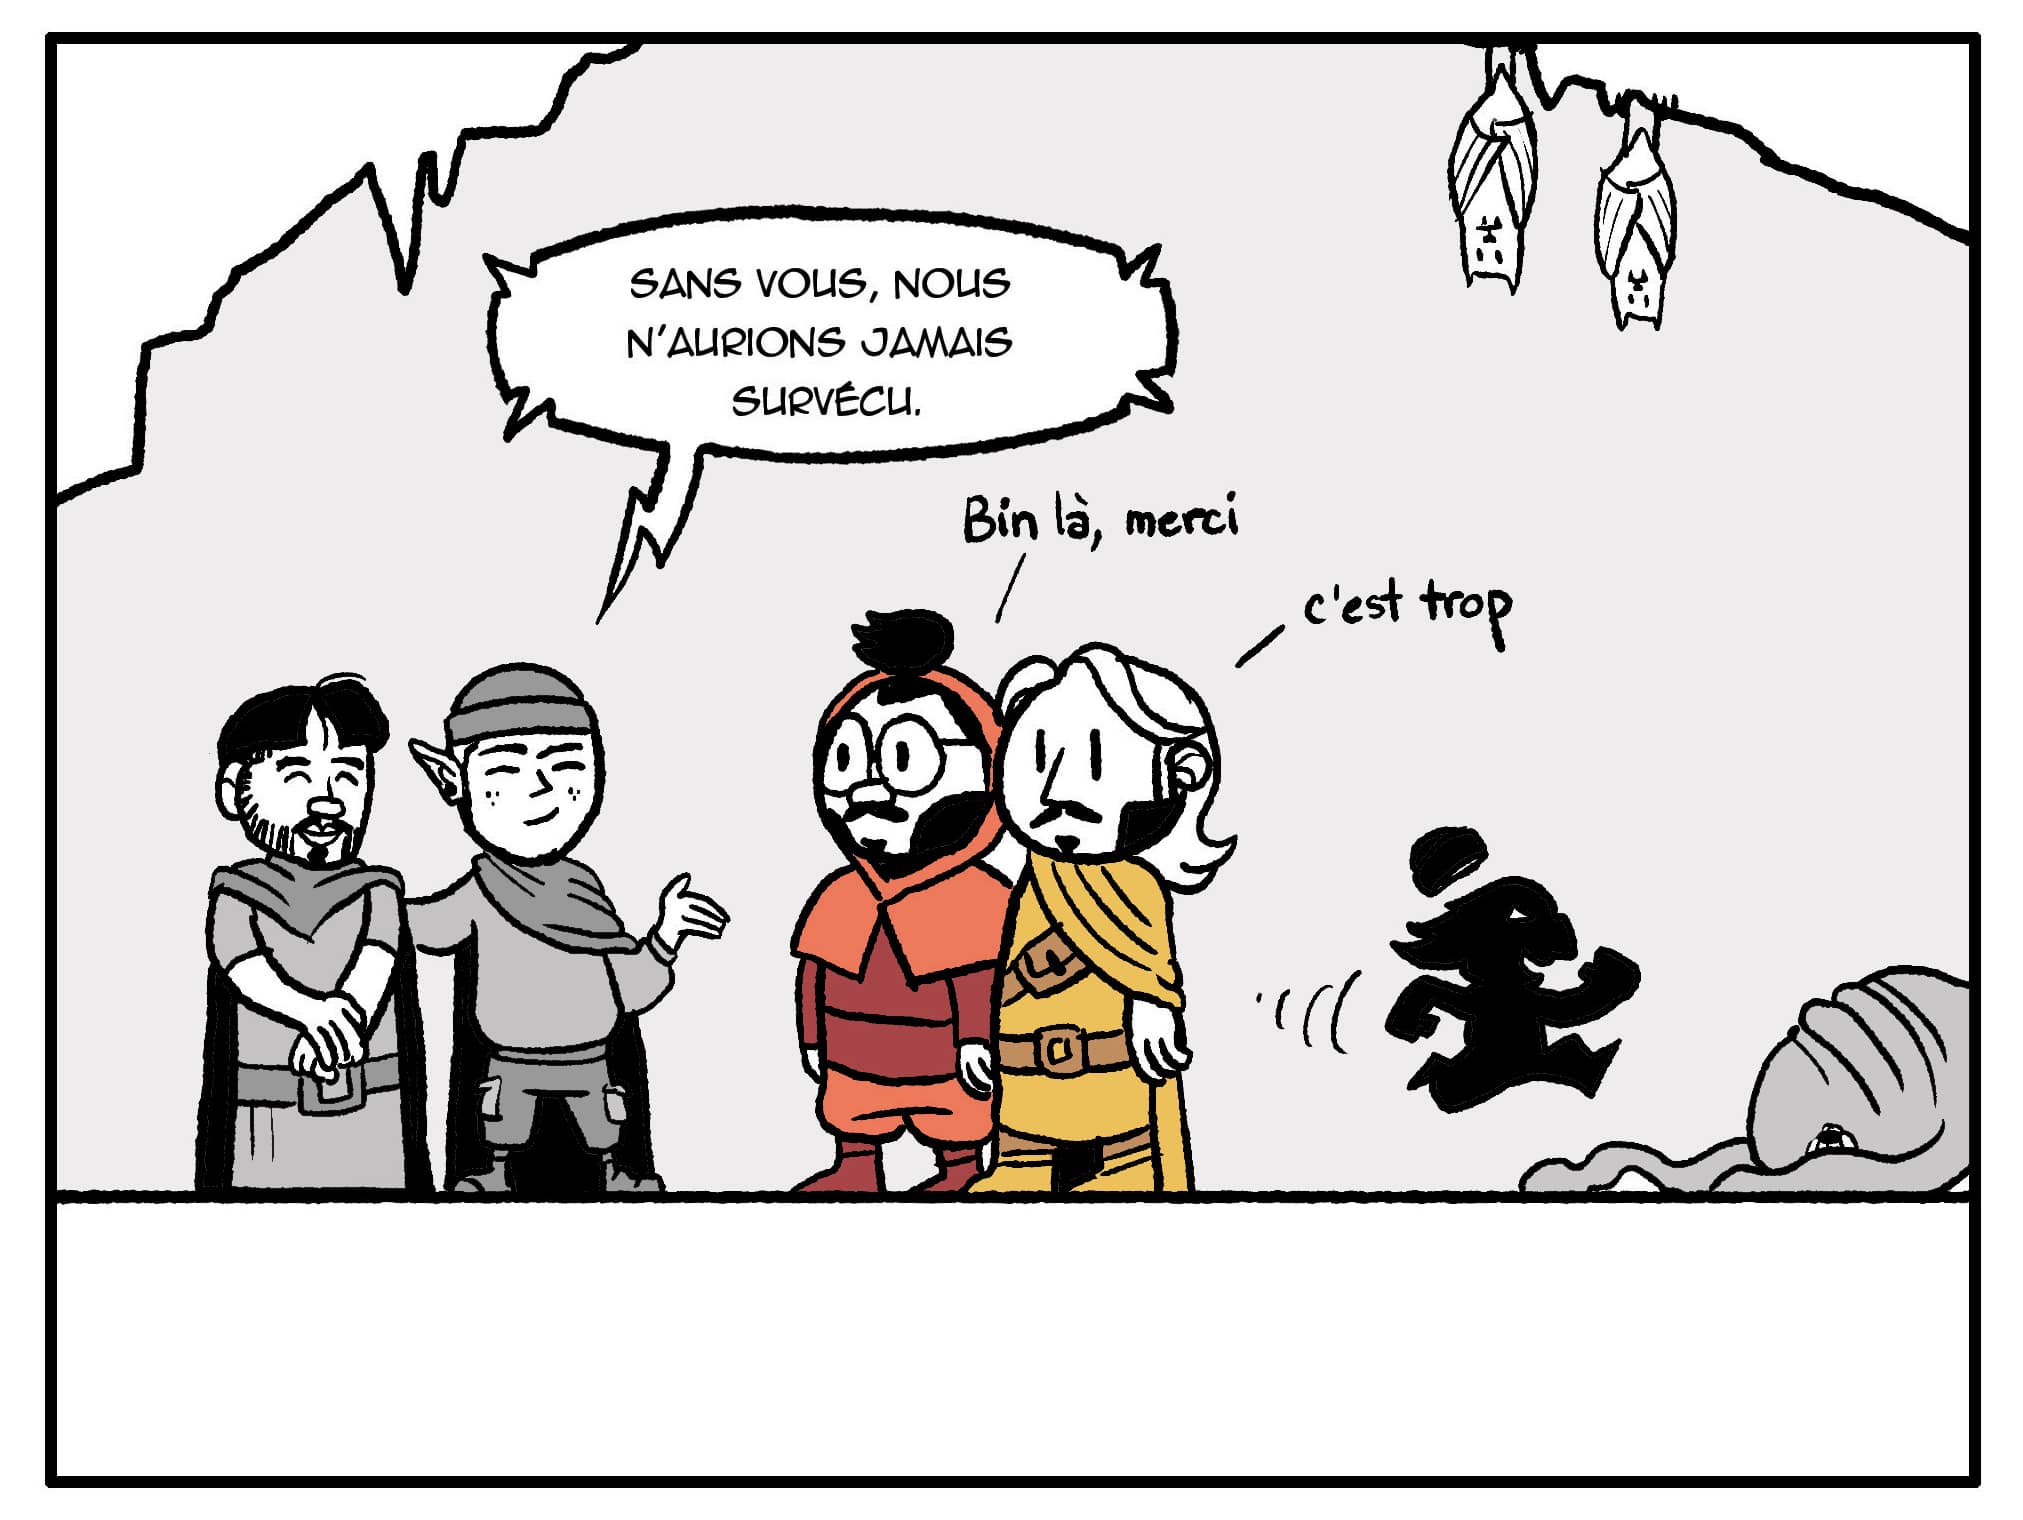 SANS VOUS, NOUS
N'AURIONS JAMAIS
SURVÉCU.
Bin là, merci
c'est trop